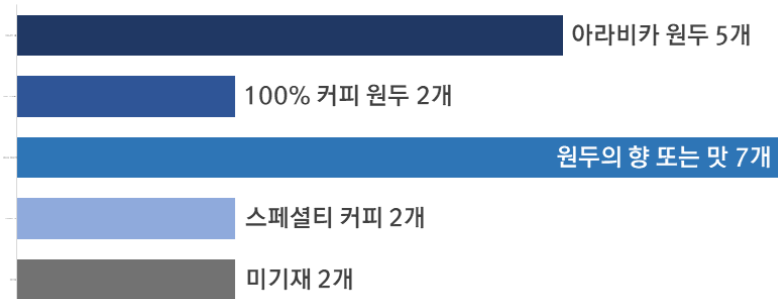 아라비카 원두 5개
100% 커피 원두 2개
원두의 향 또는 맛 7개
스페셜티 커피 2개
미기재 2개